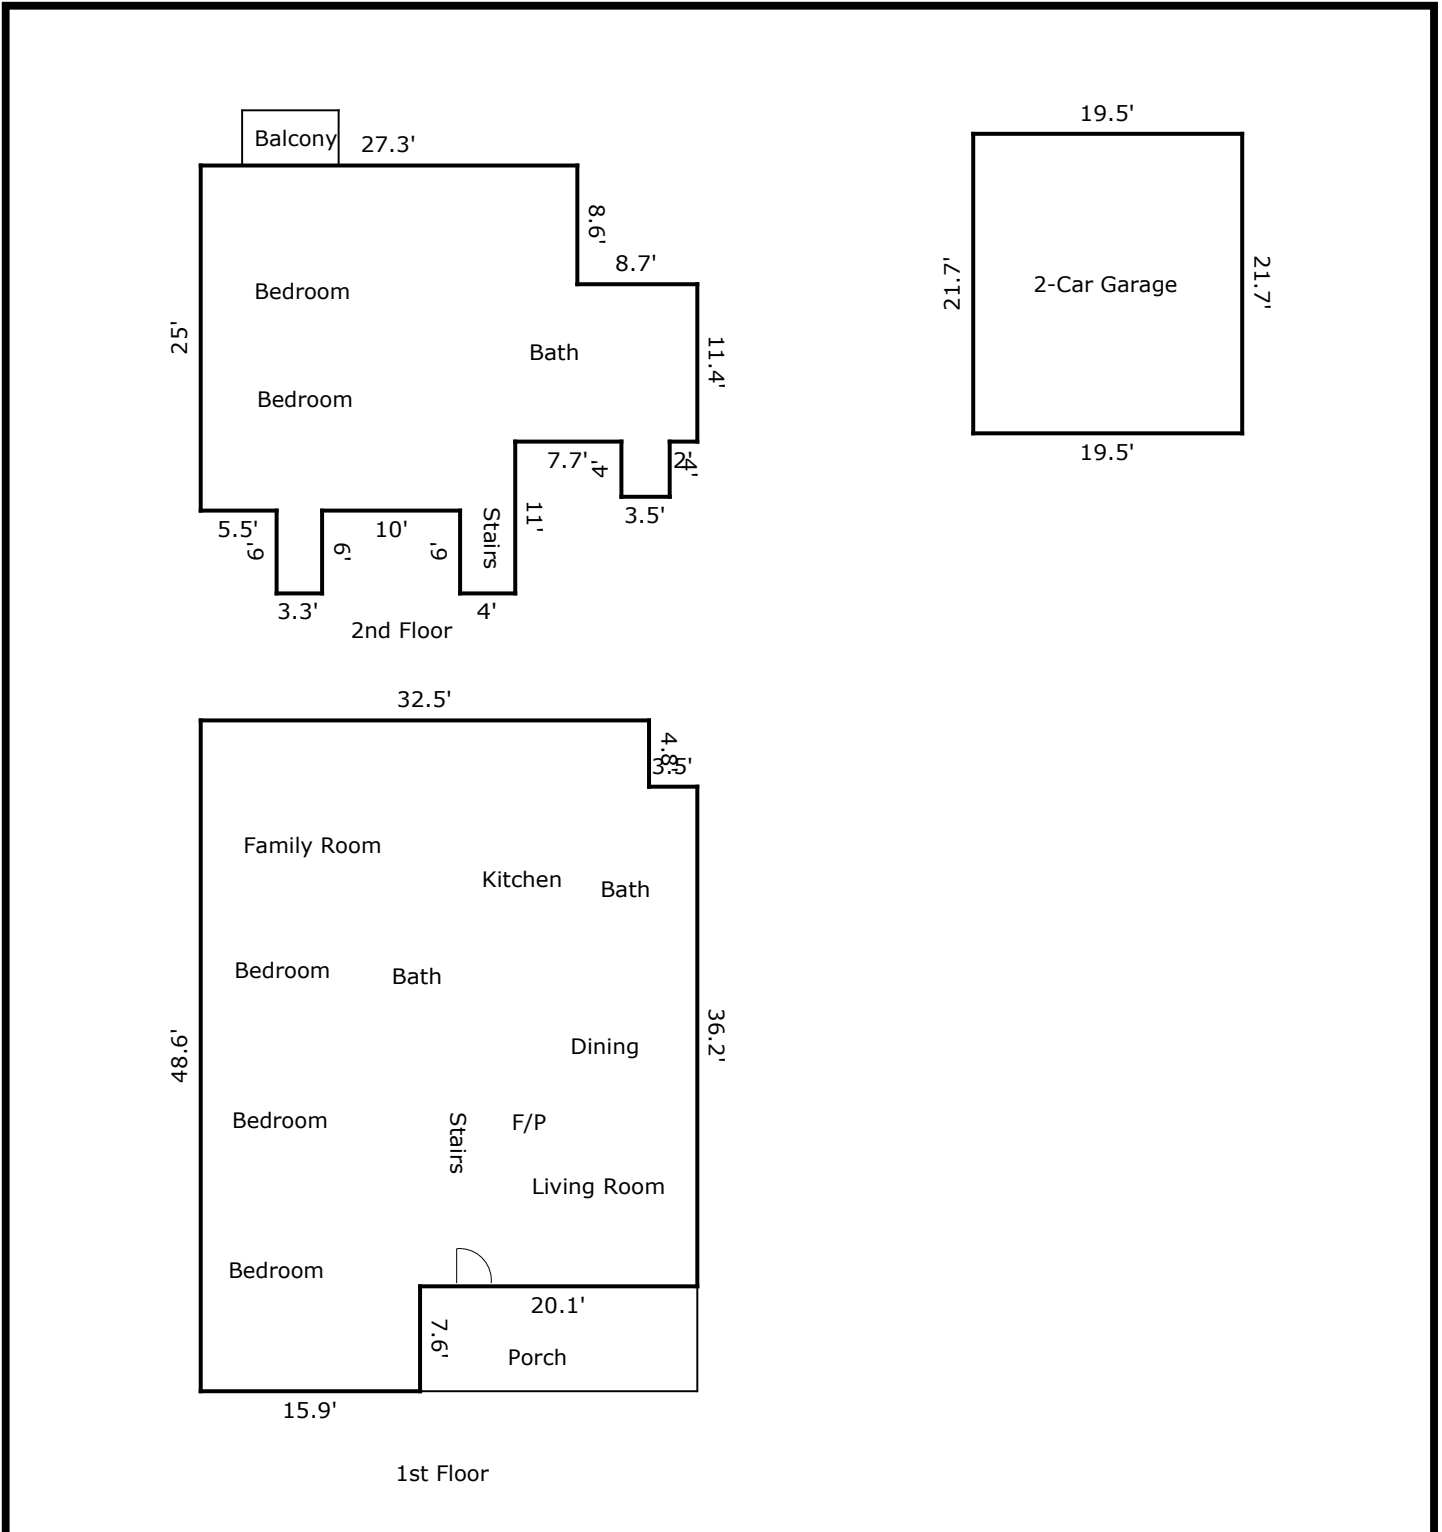 19.5'
Balcony
27.3'
8.6'
8.7'
21.7'
2-Car Garage
21.7'
Bedroom
25'
Bath
11.4'
Bedroom
19.5'
7.7'
4'
2'
4'
3.5'
5.5'
6'
6'
10'
6'
Stairs
11'
3.3'
4'
2nd Floor
32.5'
4.8'
3.5'
Family Room
Kitchen
Bath
Bedroom
Bath
48.6'
36.2'
Dining
Bedroom
Stairs
F/P
Living Room
Bedroom
20.1'
7.6'
Porch
15.9'
1st Floor